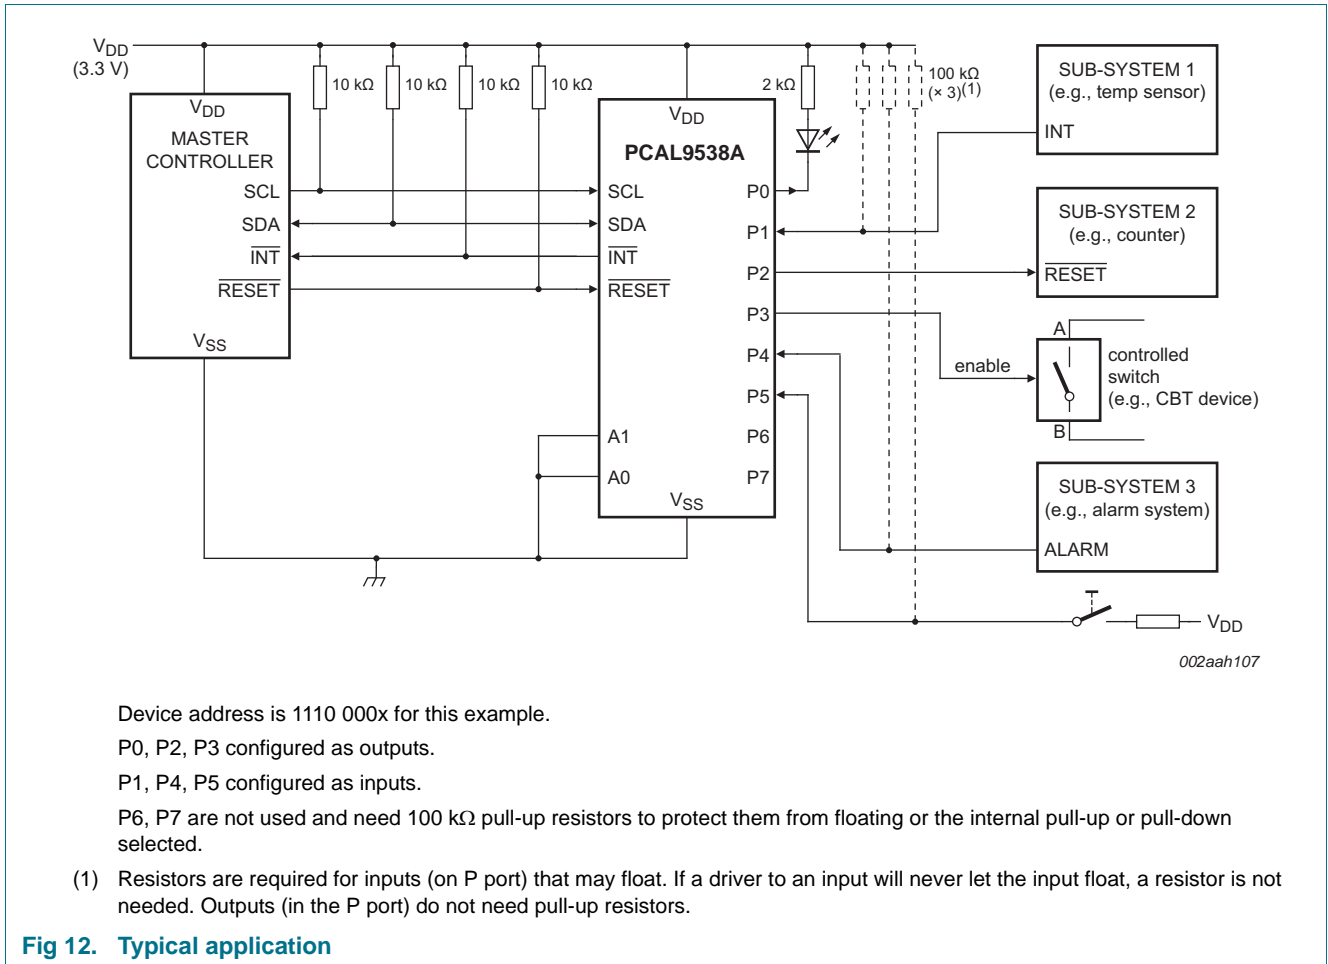 VDD
(3.3 V)
10 kΩ
10 kΩ
10 kΩ
10 kΩ
2 kΩ
100 kΩ
(× 3)(1)
VDD
MASTER
CONTROLLER
SCL
SDA
INT
RESET
VSS
VDD
PCAL9538A
SCL
SDA
INT
RESET
A1
A0
VSS
P0
P1
P2
P3
P4
P5
P6
P7
SUB-SYSTEM 1
(e.g., temp sensor)
INT
SUB-SYSTEM 2
(e.g., counter)
RESET
enable
A
B
controlled
switch
(e.g., CBT device)
SUB-SYSTEM 3
(e.g., alarm system)
ALARM
VDD
002aah107
Device address is 1110 000x for this example.
P0, P2, P3 configured as outputs.
P1, P4, P5 configured as inputs.
P6, P7 are not used and need 100 kΩ pull-up resistors to protect them from floating or the internal pull-up or pull-down
selected.
(1) Resistors are required for inputs (on P port) that may float. If a driver to an input will never let the input float, a resistor is not
needed. Outputs (in the P port) do not need pull-up resistors.
Fig 12. Typical application